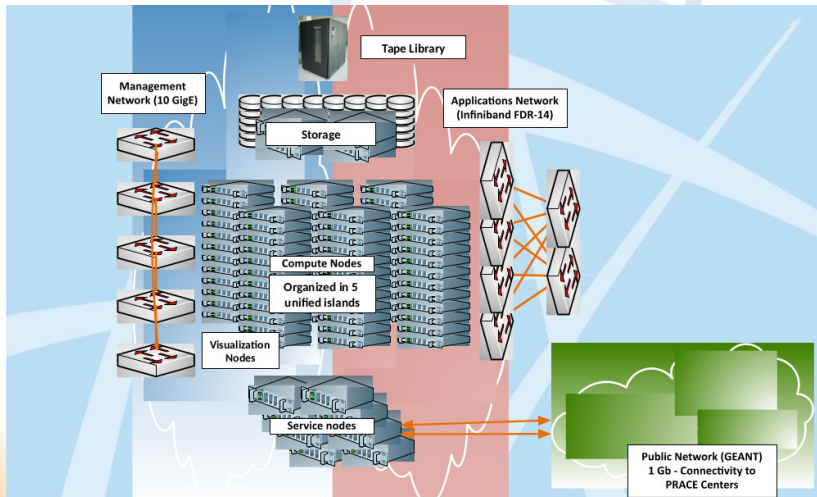 Tape Library
Management
Network (10 GigE)
Applications Network
(Infiniband FDR-14)
Storage
Compute Nodes
Organized in 5
unified islands
Visualization
Nodes
Service nodes
Public Network (GEANT)
1 Gb - Connectivity to
PRACE Centers